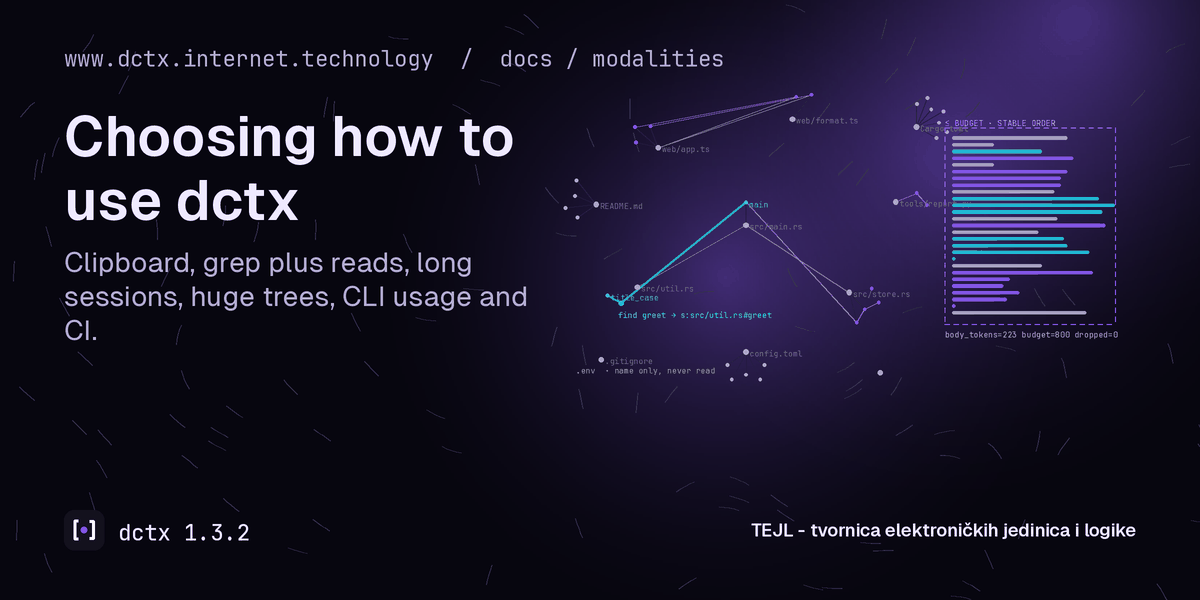 www.dctx.internet.technology / docs / modalities
Choosing how to
use dctx
Clipboard, grep plus reads, long
sessions, huge trees, CLI usage and
CI.
web/format.ts
web/app.ts
BUDGET · STABLE ORDER
README.md
main
src/main.rs
src/util.rs
title_case
src/store.rs
find greet → s:src/util.rs#greet
body_tokens=223 budget=800 dropped=0
config.toml
.gitignore
.env · name only, never read
dctx 1.3.2
TEJL - tvornica elektroničkih jedinica i logike